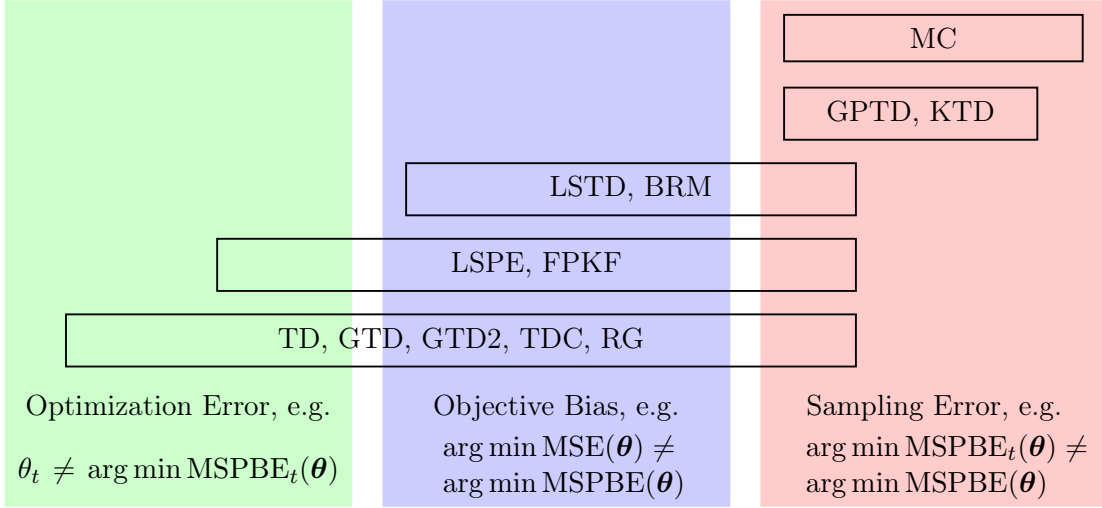 MC
GPTD, KTD
LSTD, BRM
LSPE, FPKF
TD, GTD, GTD2, TDC, RG
Optimization Error, e.g.
θ_t ≠ arg min MSPBE_t(θ)
Objective Bias, e.g.
arg min MSE(θ) ≠
arg min MSPBE(θ)
Sampling Error, e.g.
arg min MSPBE_t(θ) ≠
arg min MSPBE(θ)